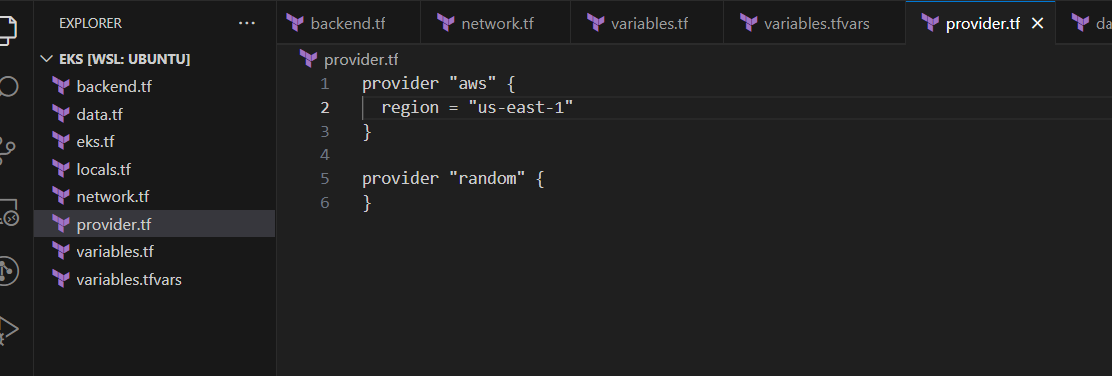 EXPLORER ...
EKS [WSL: UBUNTU]
backend.tf
data.tf
eks.tf
locals.tf
network.tf
provider.tf
variables.tf
variables.tfvars
backend.tf network.tf variables.tf variables.tfvars provider.tf da
provider.tf
1 provider "aws" {
2 region = "us-east-1"
3 }
4
5 provider "random" {
6 }